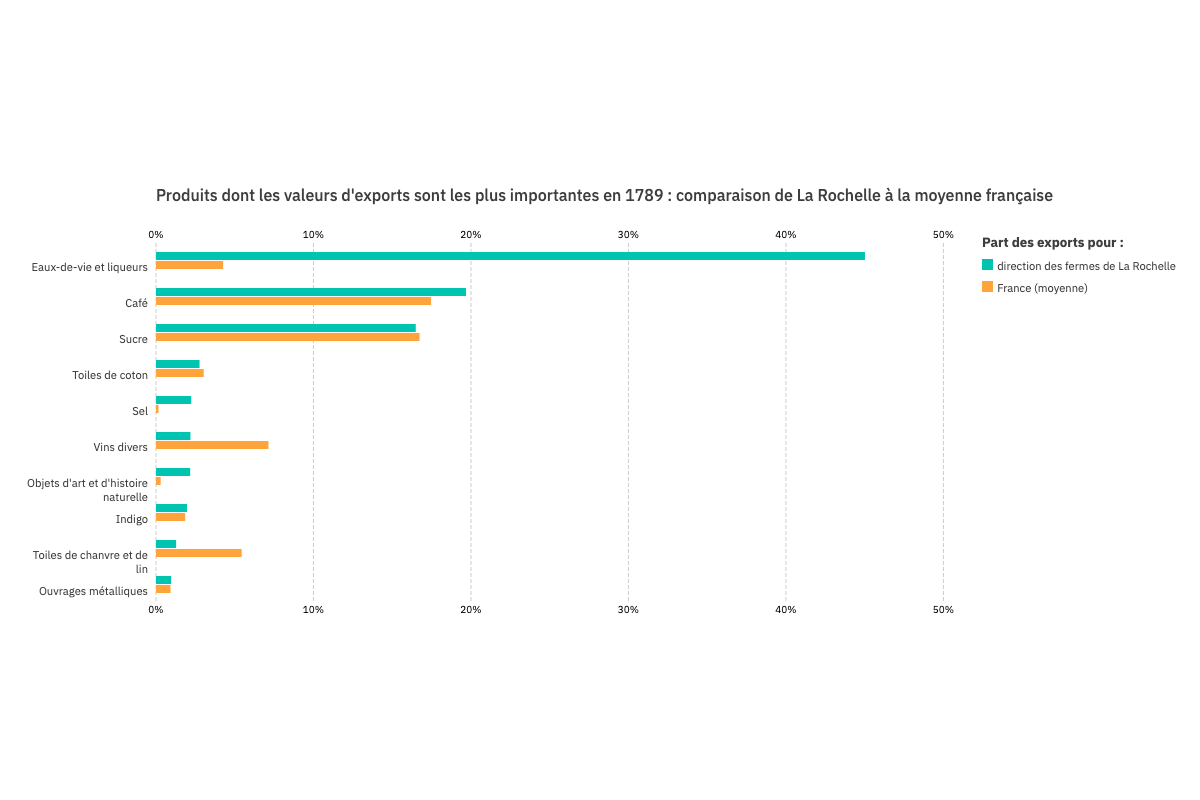 Produits dont les valeurs d'exports sont les plus importantes en 1789 : comparaison de La Rochelle à la moyenne française
0% 10% 20% 30% 40% 50%
Part des exports pour :
direction des fermes de La Rochelle
France (moyenne)
Eaux-de-vie et liqueurs
Café
Sucre
Toiles de coton
Sel
Vins divers
Objets d'art et d'histoire
naturelle
Indigo
Toiles de chanvre et de
lin
Ouvrages métalliques
0% 10% 20% 30% 40% 50%